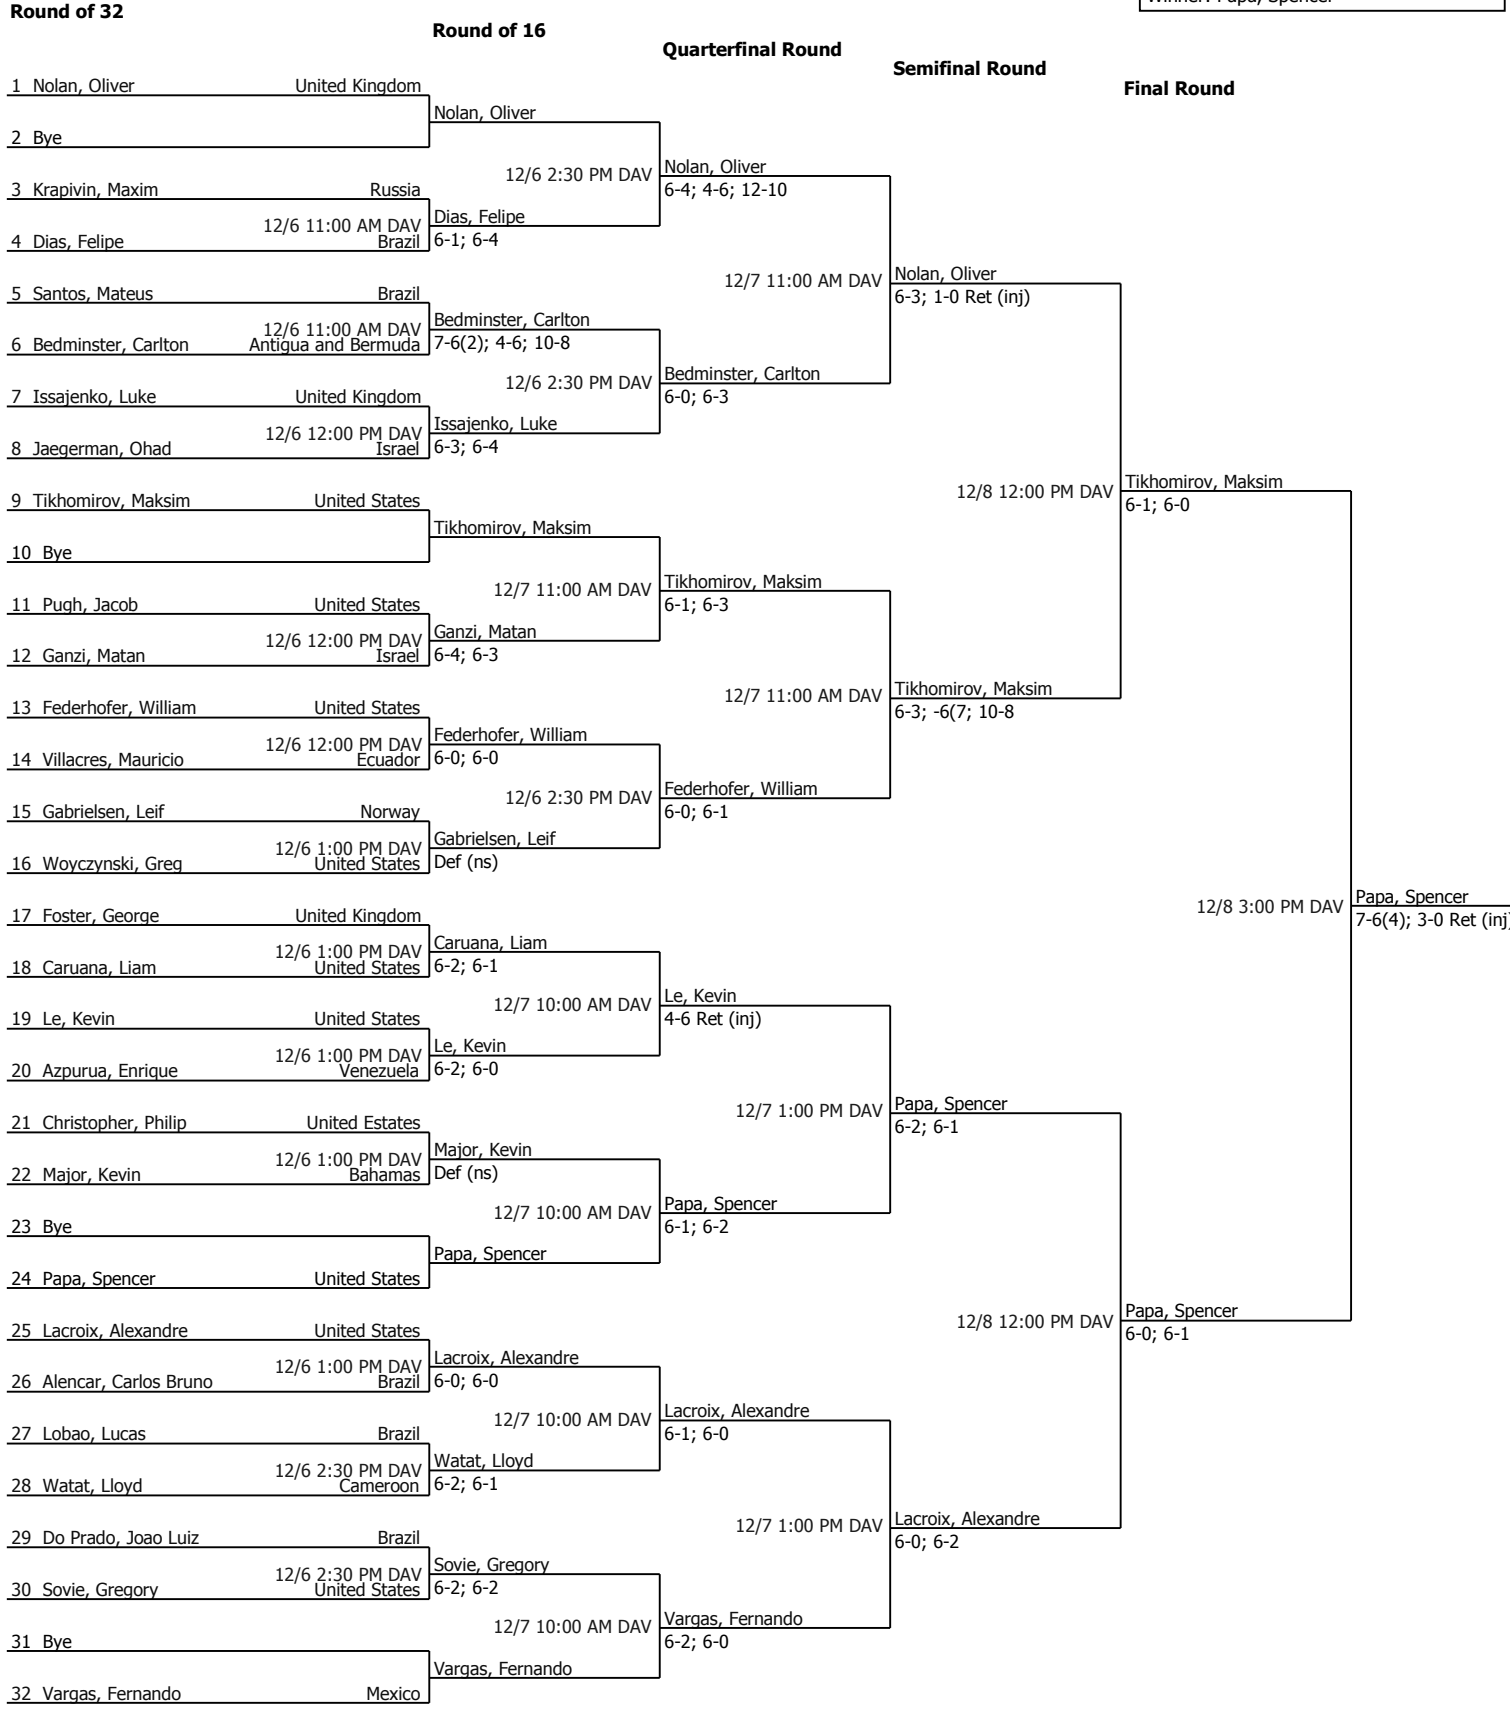 Winner: Papa, Spencer
Round of 32
Round of 16
Quarterfinal Round
Semifinal Round
Final Round
1 Nolan, Oliver United Kingdom
Nolan, Oliver
2 Bye
12/6 2:30 PM DAV
Nolan, Oliver
6-4; 4-6; 12-10
3 Krapivin, Maxim Russia
12/6 11:00 AM DAV
Dias, Felipe
6-1; 6-4
4 Dias, Felipe Brazil
12/7 11:00 AM DAV
Nolan, Oliver
6-3; 1-0 Ret (inj)
5 Santos, Mateus Brazil
12/6 11:00 AM DAV
Bedminster, Carlton
7-6(2); 4-6; 10-8
6 Bedminster, Carlton Antigua and Bermuda
12/6 2:30 PM DAV
Bedminster, Carlton
6-0; 6-3
7 Issajenko, Luke United Kingdom
12/6 12:00 PM DAV
Issajenko, Luke
6-3; 6-4
8 Jaegerman, Ohad Israel
12/8 12:00 PM DAV
Tikhomirov, Maksim
6-1; 6-0
9 Tikhomirov, Maksim United States
Tikhomirov, Maksim
10 Bye
12/7 11:00 AM DAV
Tikhomirov, Maksim
6-1; 6-3
11 Pugh, Jacob United States
12/6 12:00 PM DAV
Ganzi, Matan
6-4; 6-3
12 Ganzi, Matan Israel
12/7 11:00 AM DAV
Tikhomirov, Maksim
6-3; -6(7; 10-8
13 Federhofer, William United States
12/6 12:00 PM DAV
Federhofer, William
6-0; 6-0
14 Villacres, Mauricio Ecuador
12/6 2:30 PM DAV
Federhofer, William
6-0; 6-1
15 Gabrielsen, Leif Norway
12/6 1:00 PM DAV
Gabrielsen, Leif
Def (ns)
16 Woyczynski, Greg United States
12/8 3:00 PM DAV
Papa, Spencer
7-6(4); 3-0 Ret (inj)
17 Foster, George United Kingdom
12/6 1:00 PM DAV
Caruana, Liam
6-2; 6-1
18 Caruana, Liam United States
12/7 10:00 AM DAV
Le, Kevin
4-6 Ret (inj)
19 Le, Kevin United States
12/6 1:00 PM DAV
Le, Kevin
6-2; 6-0
20 Azpurua, Enrique Venezuela
12/7 1:00 PM DAV
Papa, Spencer
6-2; 6-1
21 Christopher, Philip United Estates
12/6 1:00 PM DAV
Major, Kevin
Def (ns)
22 Major, Kevin Bahamas
12/7 10:00 AM DAV
Papa, Spencer
6-1; 6-2
23 Bye
Papa, Spencer
24 Papa, Spencer United States
12/8 12:00 PM DAV
Papa, Spencer
6-0; 6-1
25 Lacroix, Alexandre United States
12/6 1:00 PM DAV
Lacroix, Alexandre
6-0; 6-0
26 Alencar, Carlos Bruno Brazil
12/7 10:00 AM DAV
Lacroix, Alexandre
6-1; 6-0
27 Lobao, Lucas Brazil
12/6 2:30 PM DAV
Watat, Lloyd
6-2; 6-1
28 Watat, Lloyd Cameroon
12/7 1:00 PM DAV
Lacroix, Alexandre
6-0; 6-2
29 Do Prado, Joao Luiz Brazil
12/6 2:30 PM DAV
Sovie, Gregory
6-2; 6-2
30 Sovie, Gregory United States
12/7 10:00 AM DAV
Vargas, Fernando
6-2; 6-0
31 Bye
Vargas, Fernando
32 Vargas, Fernando Mexico